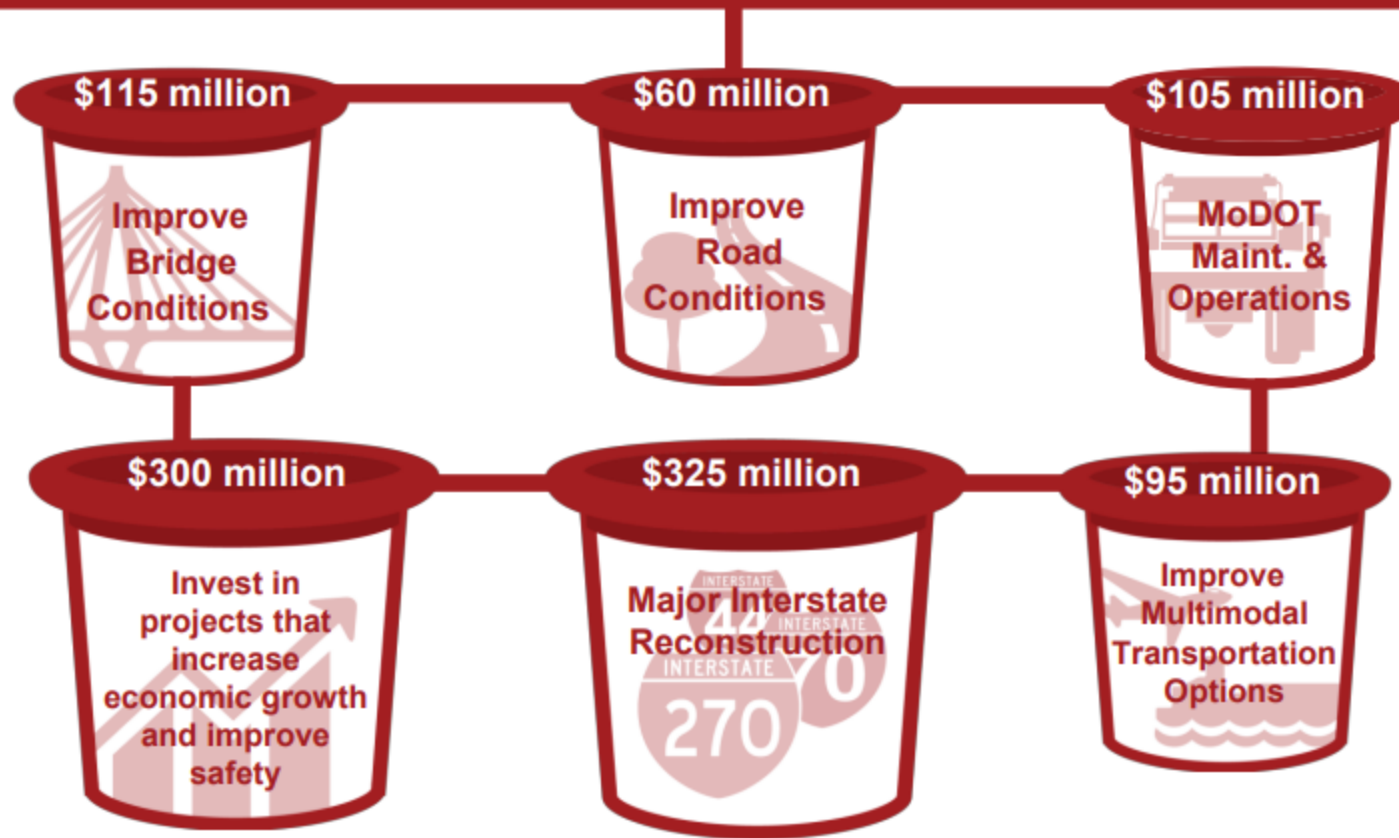 $115 million
Improve
Bridge
Conditions
$60 million
Improve
Road
Conditions
$105 million
MoDOT
Maint. &
Operations
$300 million
Invest in
projects that
increase
economic growth
and improve
safety
$325 million
Major Interstate
Reconstruction
INTERSTATE
44
INTERSTATE
70
INTERSTATE
270
$95 million
Improve
Multimodal
Transportation
Options